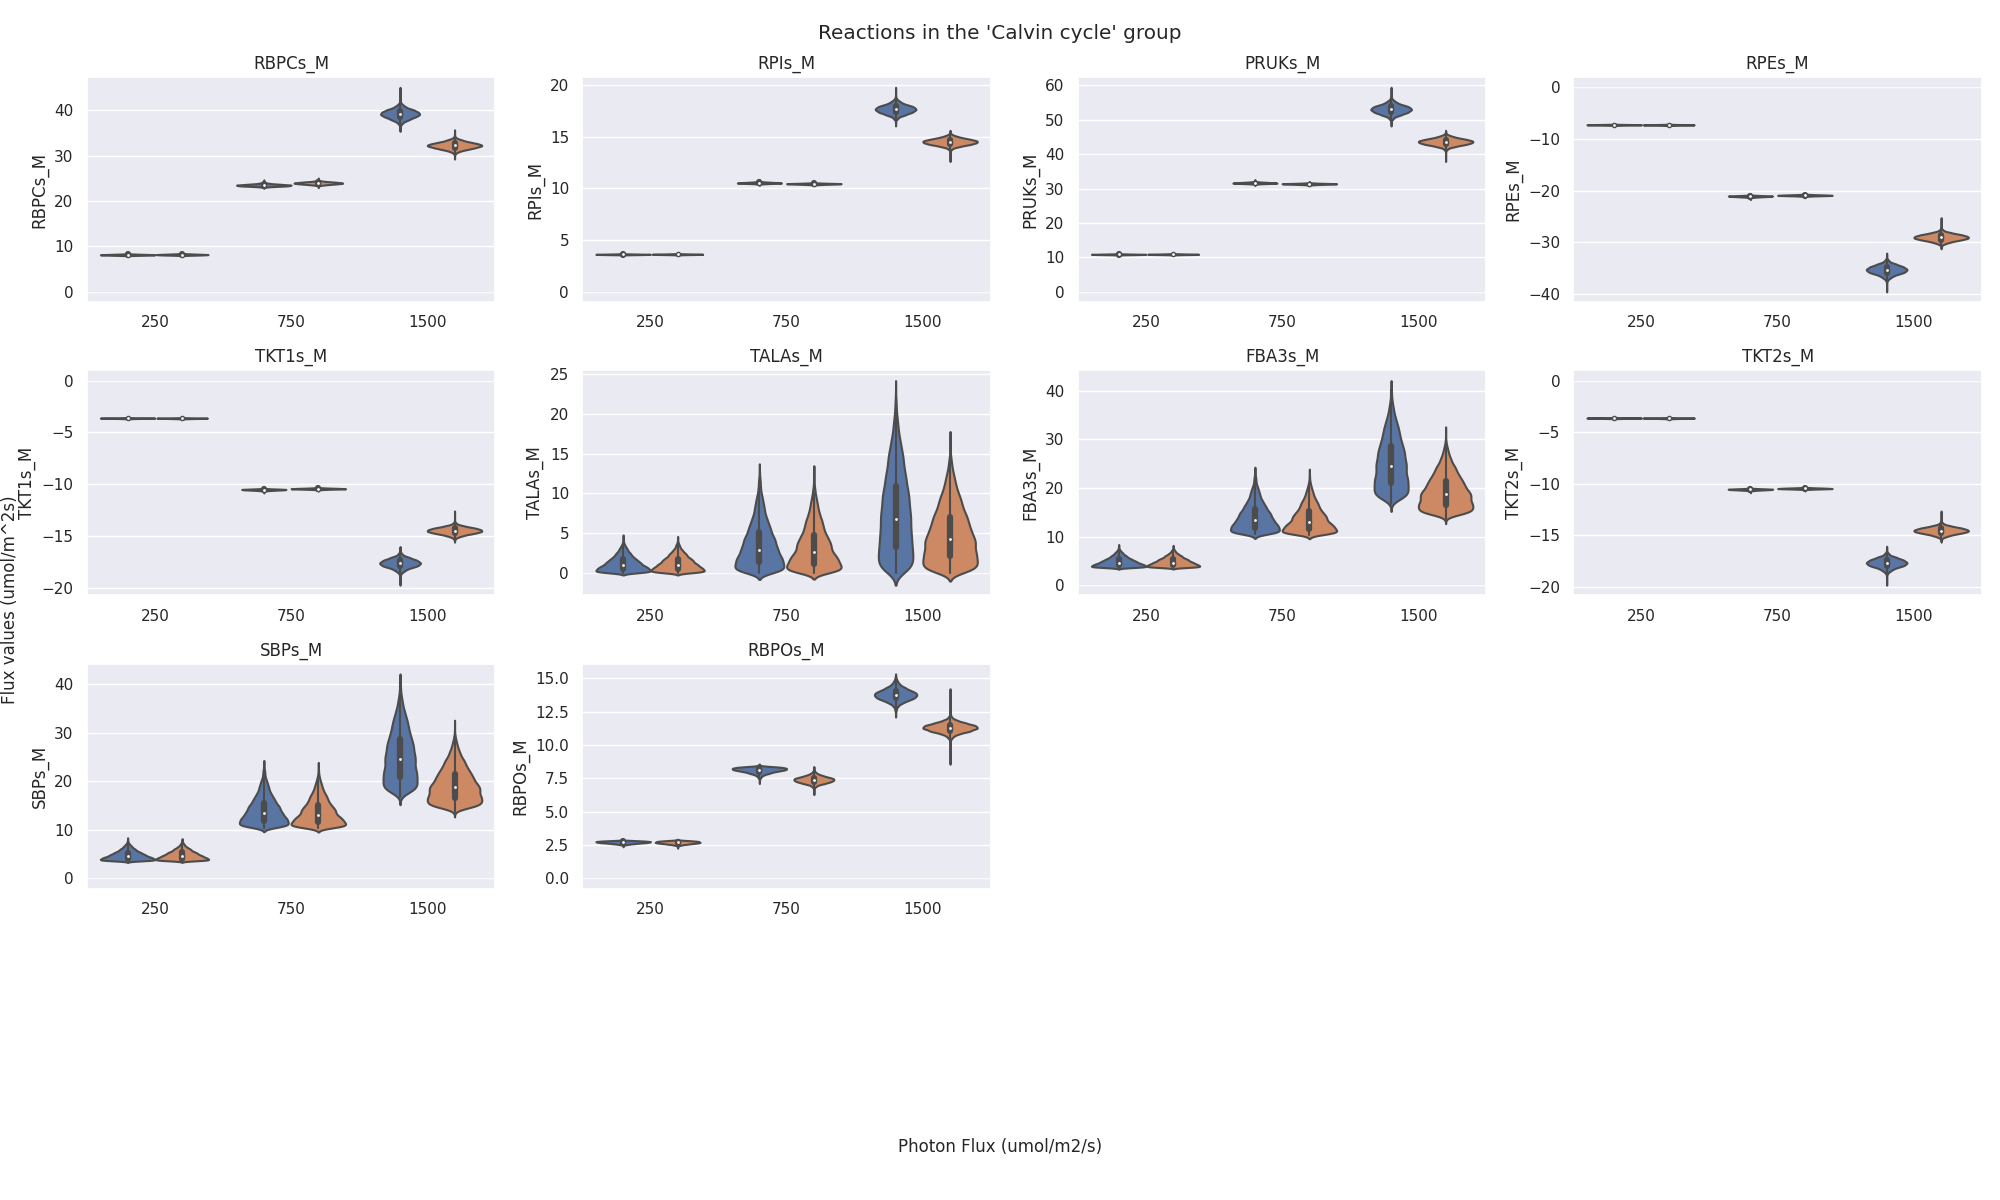 Reactions in the 'Calvin cycle' group
RBPCs_M
RPIs_M
PRUKs_M
RPEs_M
RBPCs_M
40
30
20
10
0
250 750 1500
RPIs_M
20
15
10
5
0
250 750 1500
PRUKs_M
60
50
40
30
20
10
0
250 750 1500
RPEs_M
0
−10
−20
−30
−40
250 750 1500
TKT1s_M
TALAs_M
FBA3s_M
TKT2s_M
TKT1s_M
0
−5
−10
−15
−20
250 750 1500
TALAs_M
25
20
15
10
5
0
250 750 1500
FBA3s_M
40
30
20
10
0
250 750 1500
TKT2s_M
0
−5
−10
−15
−20
250 750 1500
Flux values (umol/m^2s)
SBPs_M
RBPOs_M
SBPs_M
40
30
20
10
0
250 750 1500
RBPOs_M
15.0
12.5
10.0
7.5
5.0
2.5
0.0
250 750 1500
Photon Flux (umol/m2/s)